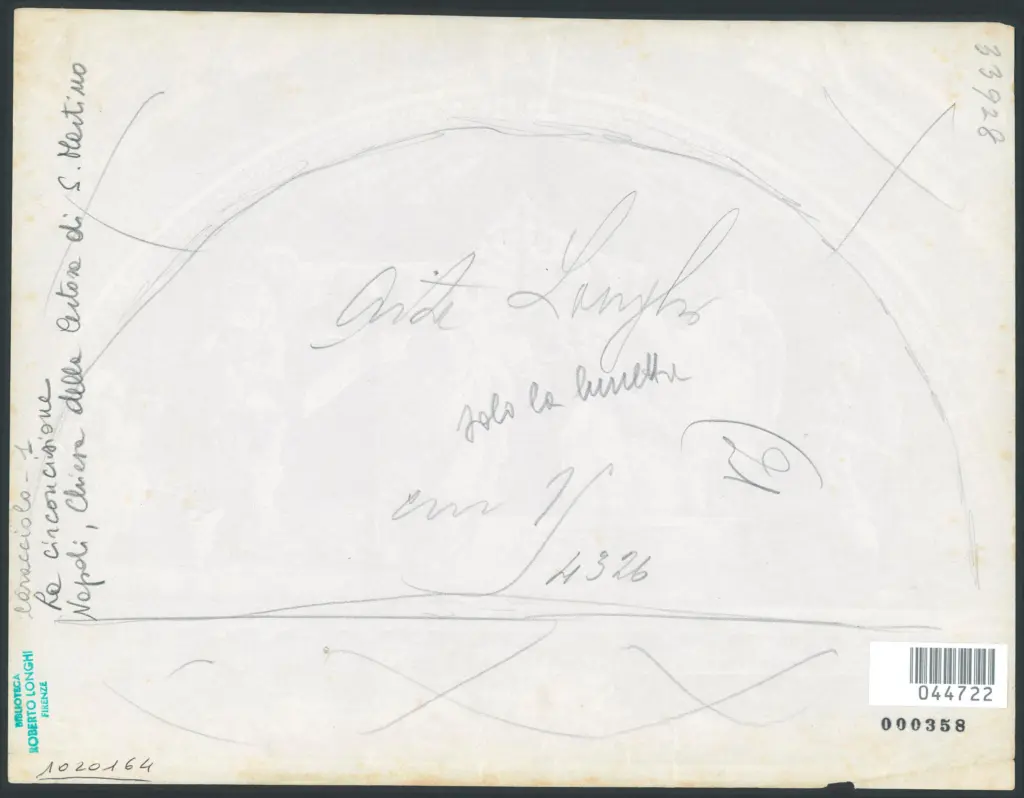 33928
Caracciolo - 1
La circoncisione
Napoli, Chiesa della Certosa di S. Martino
Arte Longhi
solo la lunetta
cm
4326
21
BIBLIOTECA
ROBERTO LONGHI
FIRENZE
1020164
044722
000358